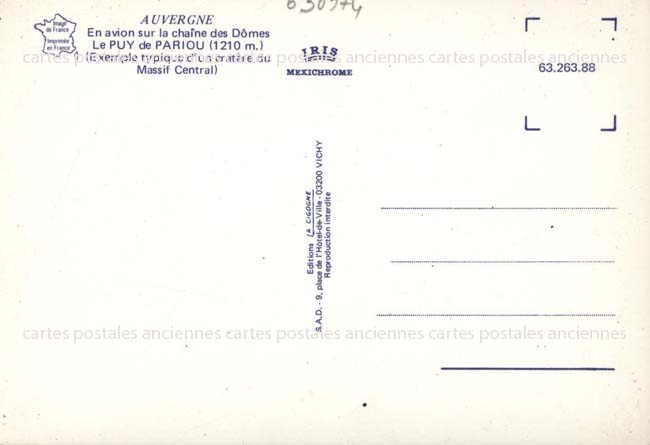 030974
Image
de France
Imprimée
en France
AUVERGNE
En avion sur la chaîne des Dômes
Le PUY de PARIOU (1210 m.)
(Exemple typique d'un cratère du
Massif Central)
IRIS
MEXICHROME
63.263.88
cartes postales anciennes cartes postales anciennes cartes postales anciennes
Editions LA CIGOGNE
S.A.D. - 9, place de l'Hôtel-de-Ville - 03200 VICHY
Reproduction interdite
cartes postales anciennes cartes postales anciennes cartes postales anciennes